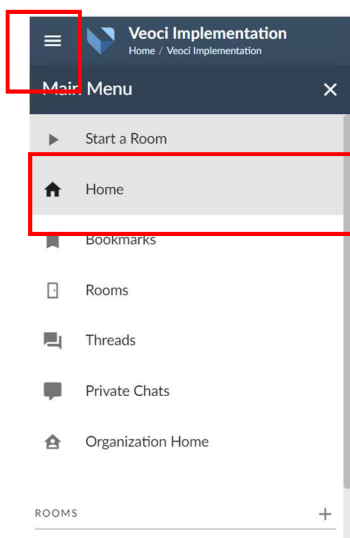 Veoci Implementation
Home / Veoci Implementation
Main Menu
Start a Room
Home
Bookmarks
Rooms
Threads
Private Chats
Organization Home
ROOMS